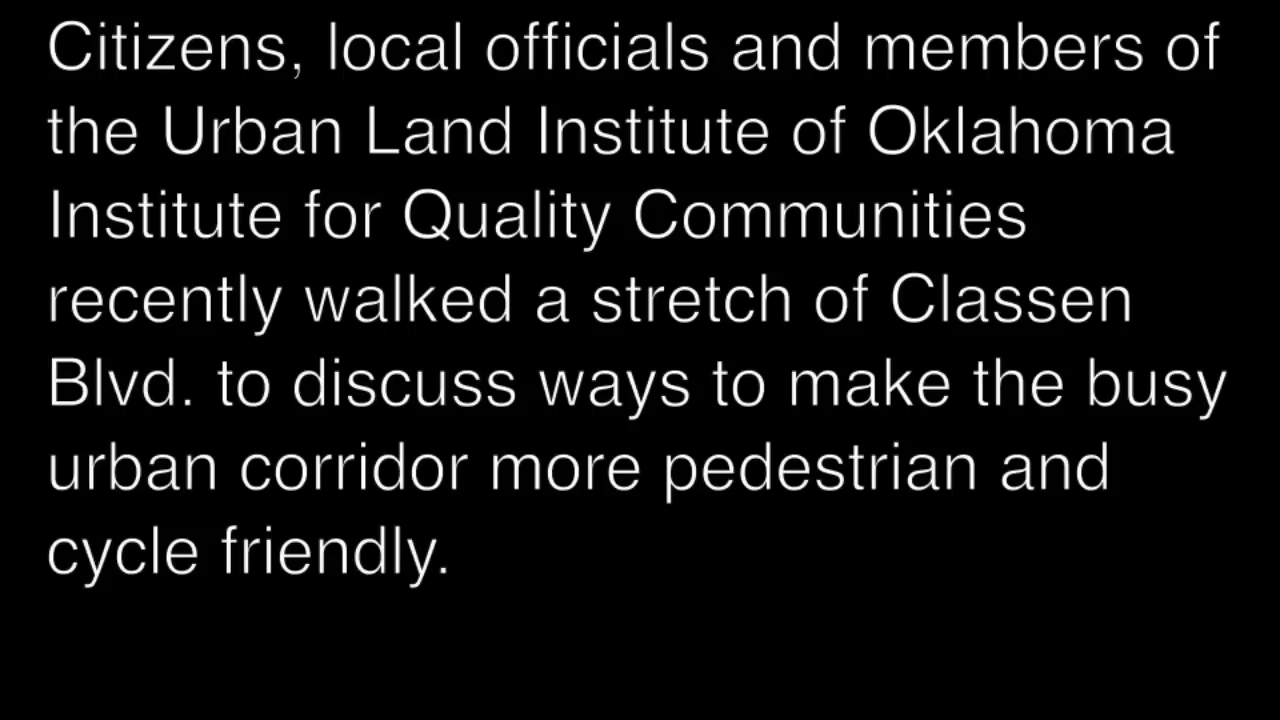 Citizens, local officials and members of
the Urban Land Institute of Oklahoma
Institute for Quality Communities
recently walked a stretch of Classen
Blvd. to discuss ways to make the busy
urban corridor more pedestrian and
cycle friendly.